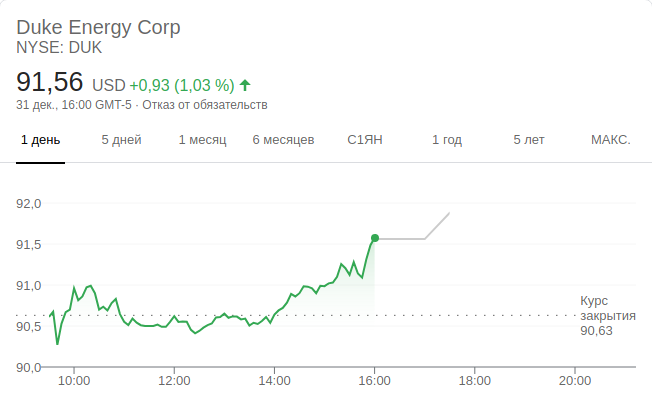 Duke Energy Corp
NYSE: DUK
91,56 USD +0,93 (1,03 %)
31 дек., 16:00 GMT-5 · Отказ от обязательств
1 день 5 дней 1 месяц 6 месяцев С1ЯН 1 год 5 лет МАКС.
92,0
91,5
91,0
Курс
закрытия
90,63
90,5
90,0
10:00 12:00 14:00 16:00 18:00 20:00